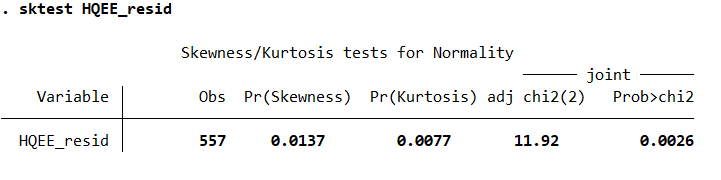 . sktest HQEE_resid
Skewness/Kurtosis tests for Normality
joint
Variable Obs Pr(Skewness) Pr(Kurtosis) adj chi2(2) Prob>chi2
HQEE_resid 557 0.0137 0.0077 11.92 0.0026